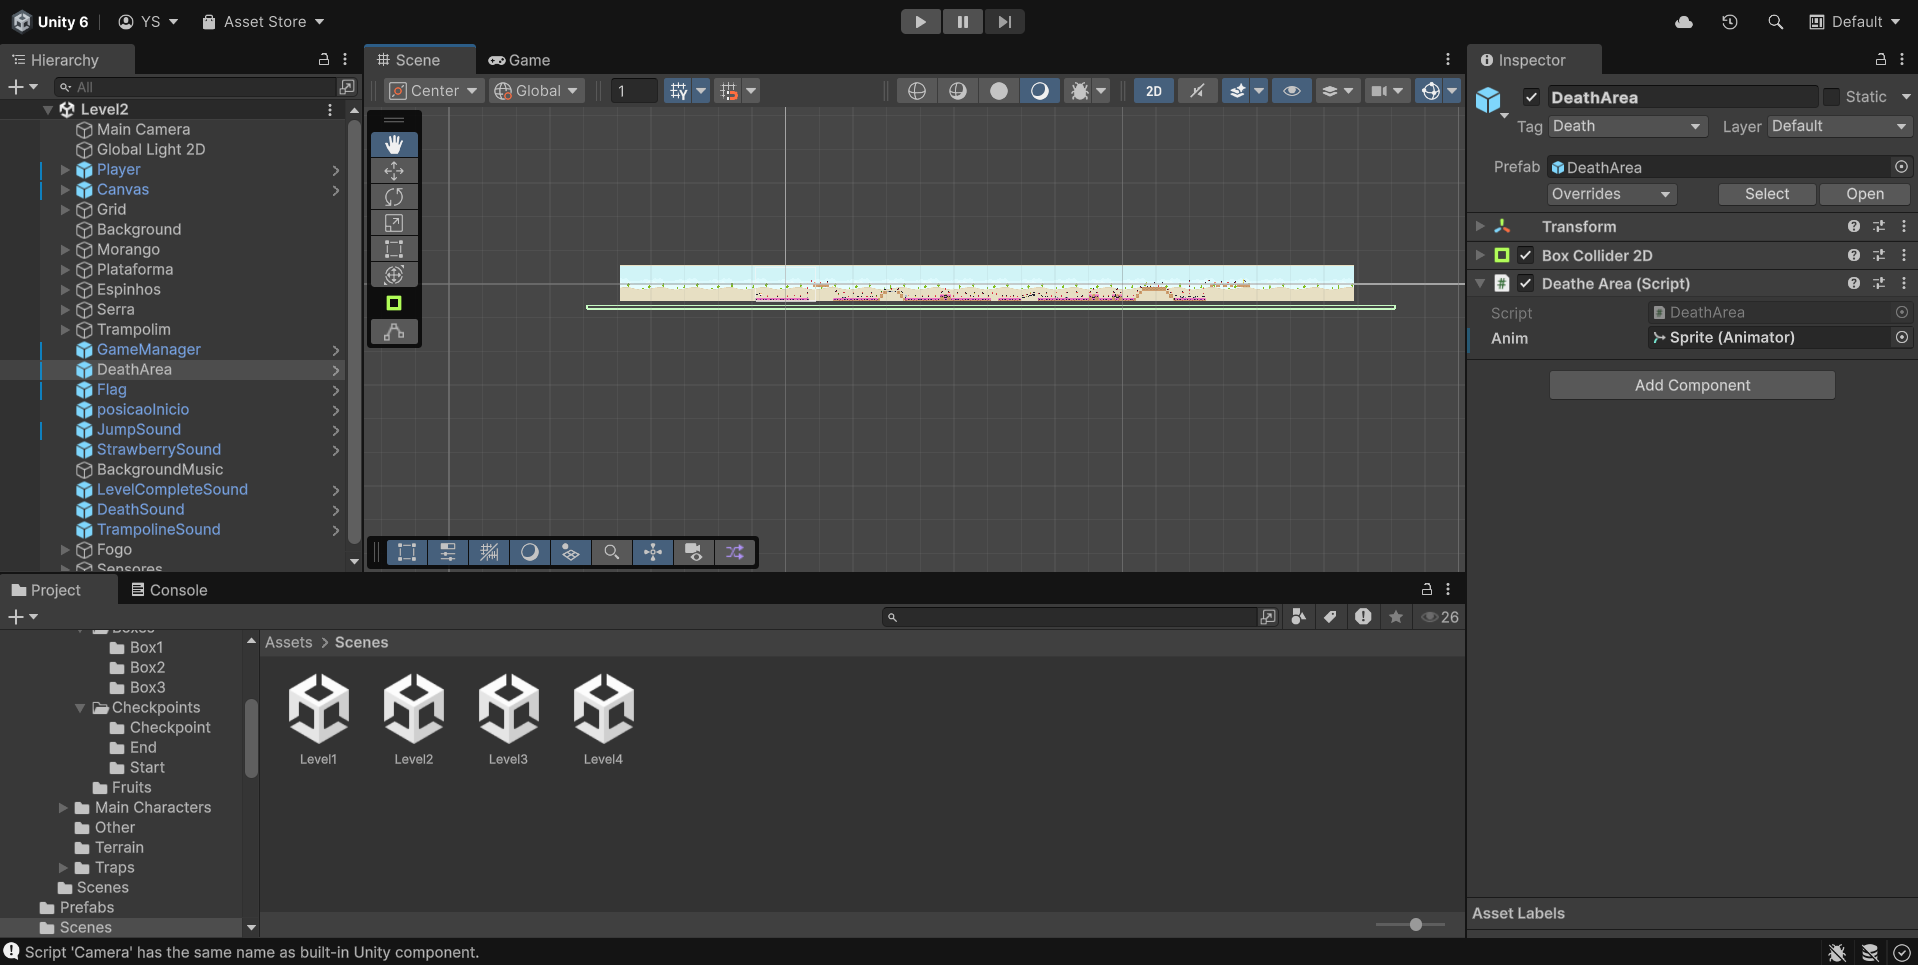 Unity 6
YS
Asset Store
Default
Hierarchy
Scene
Game
Inspector
All
Center
Global
1
2D
DeathArea
Static
Tag
Death
Layer
Default
Prefab
DeathArea
Overrides
Select
Open
Transform
Box Collider 2D
Deathe Area (Script)
Script
DeathArea
Anim
Sprite (Animator)
Add Component
Asset Labels
Level2
Main Camera
Global Light 2D
Player
Canvas
Grid
Background
Morango
Plataforma
Espinhos
Serra
Trampolim
GameManager
DeathArea
Flag
posicaoInicio
JumpSound
StrawberrySound
BackgroundMusic
LevelCompleteSound
DeathSound
TrampolineSound
Fogo
Sensores
Project
Console
26
Boxes
Box1
Box2
Box3
Checkpoints
Checkpoint
End
Start
Fruits
Main Characters
Other
Terrain
Traps
Scenes
Prefabs
Scenes
Assets > Scenes
Level1
Level2
Level3
Level4
Script 'Camera' has the same name as built-in Unity component.